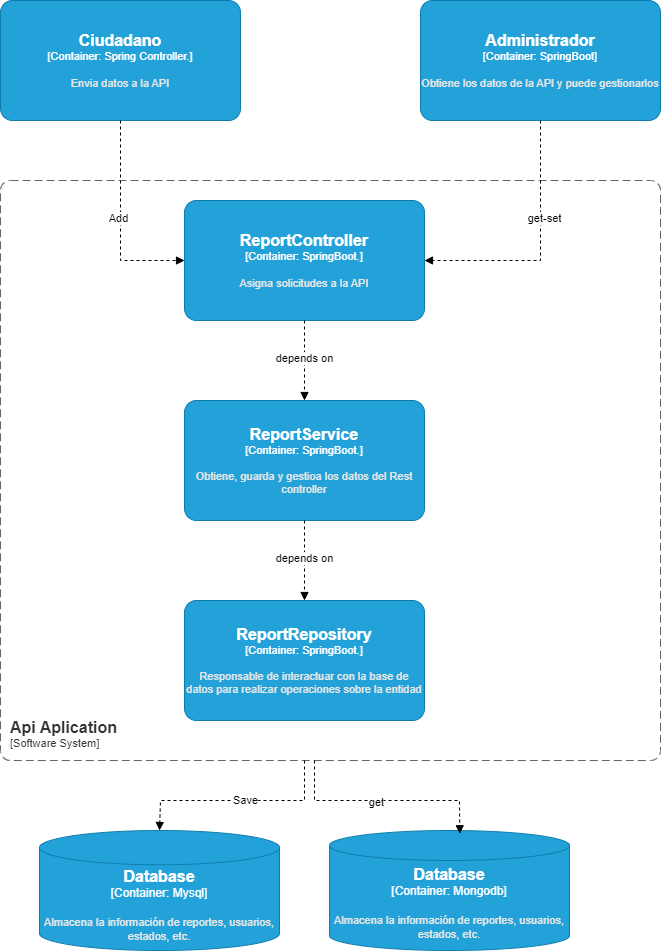 Ciudadano
[Container: Spring Controller.]
Envia datos a la API
Administrador
[Container: SpringBoot]
Obtiene los datos de la API y puede gestionarlos
Add
get-set
ReportController
[Container: SpringBoot.]
Asigna solicitudes a la API
depends on
ReportService
[Container: SpringBoot.]
Obtiene, guarda y gestioa los datos del Rest
controller
depends on
ReportRepository
[Container: SpringBoot.]
Responsable de interactuar con la base de
datos para realizar operaciones sobre la entidad
Api Aplication
[Software System]
Save
get
Database
[Container: Mysql]
Almacena la información de reportes, usuarios,
estados, etc.
Database
[Container: Mongodb]
Almacena la información de reportes, usuarios,
estados, etc.